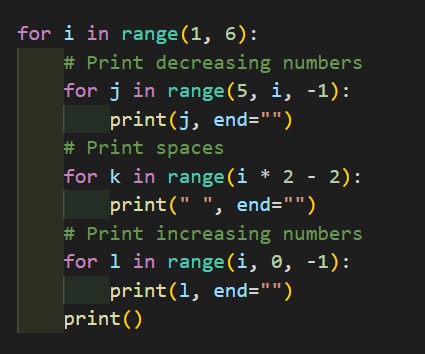 for i in range(1, 6):
    # Print decreasing numbers
    for j in range(5, i, -1):
        print(j, end="")
    # Print spaces
    for k in range(i * 2 - 2):
        print(" ", end="")
    # Print increasing numbers
    for l in range(i, 0, -1):
        print(l, end="")
    print()